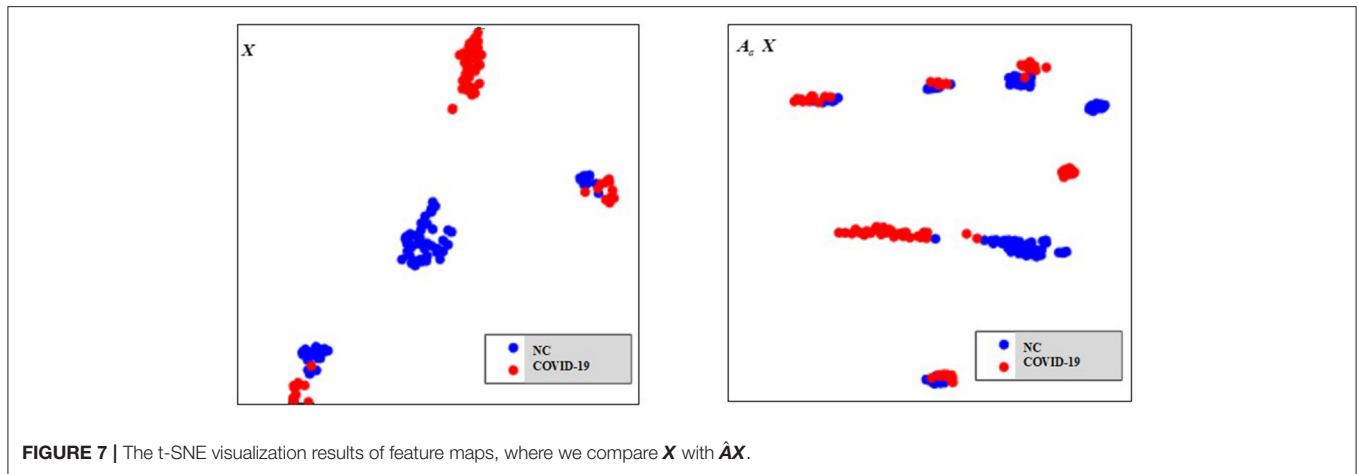 X
NC
COVID-19
A_c X
NC
COVID-19
FIGURE 7 | The t-SNE visualization results of feature maps, where we compare X with ÂX.